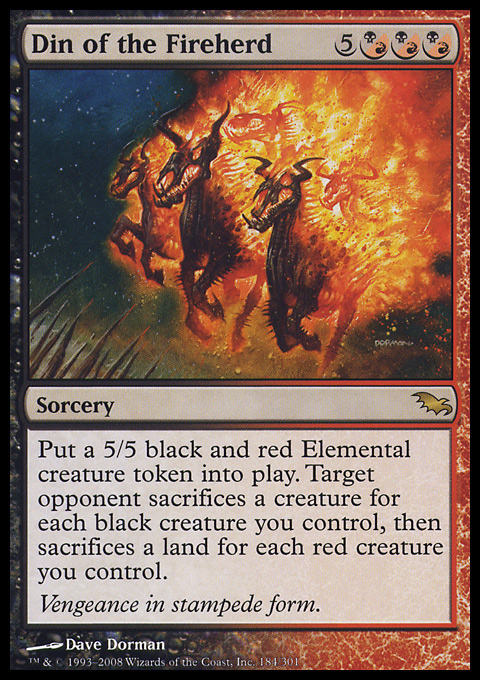 Din of the Fireherd 5
DORMAN
Sorcery
Put a 5/5 black and red Elemental
creature token into play. Target
opponent sacrifices a creature for
each black creature you control, then
sacrifices a land for each red creature
you control.
Vengeance in stampede form.
Dave Dorman
™ & © 1993–2008 Wizards of the Coast, Inc. 184/301